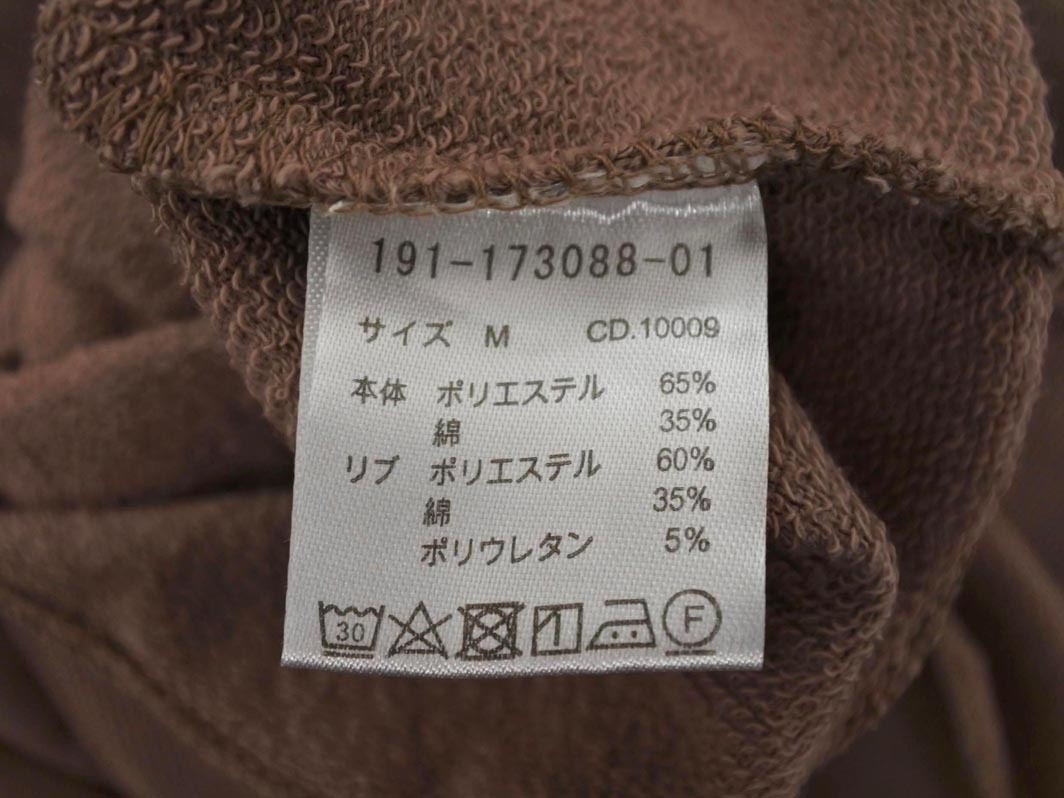 191-173088-01
サイズ M CD.10009
本体 ポリエステル 65%
綿 35%
リブ ポリエステル 60%
綿 35%
ポリウレタン 5%
30 F